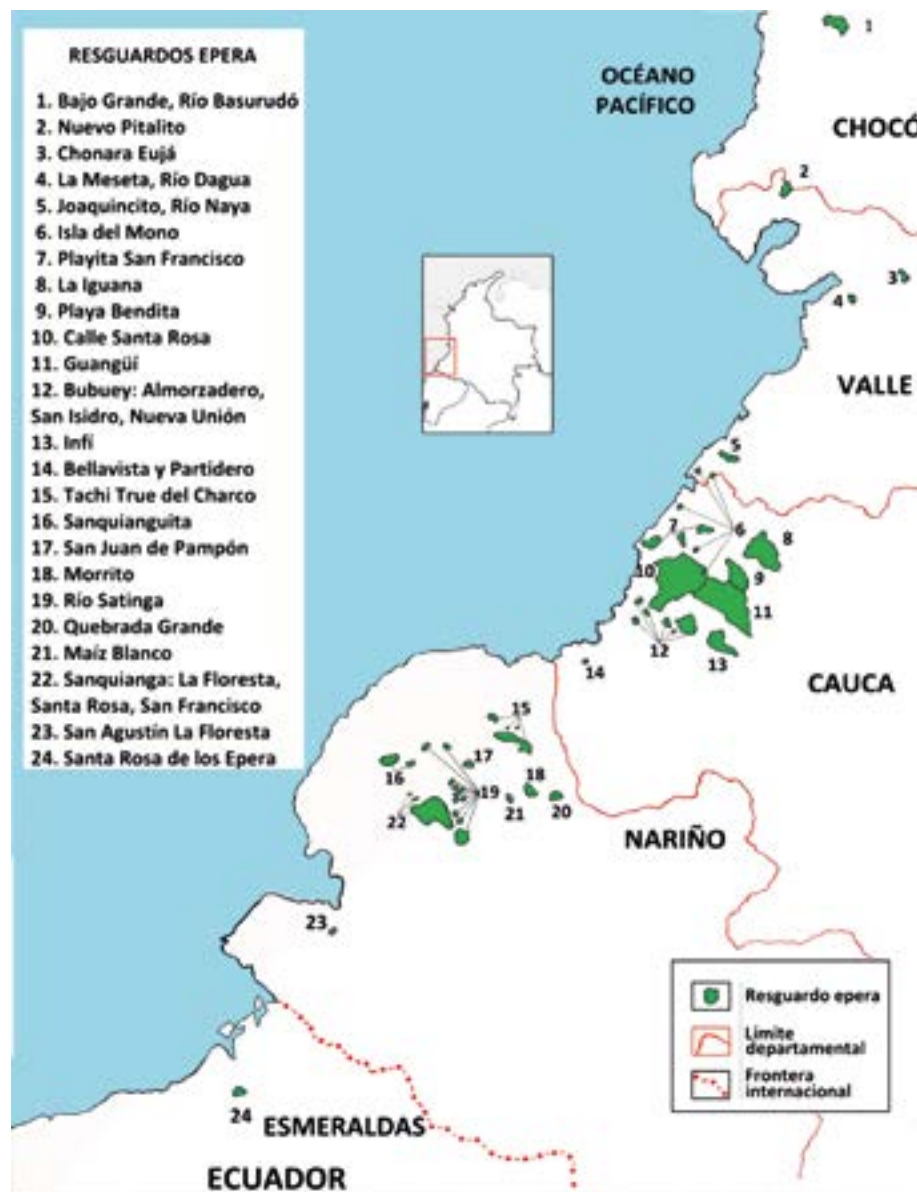 RESGUARDOS EPERA
1. Bajo Grande, Río Basurudó
2. Nuevo Pitalito
3. Chonara Eujá
4. La Meseta, Río Dagua
5. Joaquincito, Río Naya
6. Isla del Mono
7. Playita San Francisco
8. La Iguana
9. Playa Bendita
10. Calle Santa Rosa
11. Guangüí
12. Bubuey: Almorzadero,
San Isidro, Nueva Unión
13. Infí
14. Bellavista y Partidero
15. Tachi True del Charco
16. Sanquianguita
17. San Juan de Pampón
18. Morrito
19. Río Satinga
20. Quebrada Grande
21. Maíz Blanco
22. Sanquianga: La Floresta,
Santa Rosa, San Francisco
23. San Agustín La Floresta
24. Santa Rosa de los Epera
OCÉANO
PACÍFICO
1
CHOCÓ
2
3
4
VALLE
5
6
7
8
9
10
11
12
13
14
CAUCA
15
16
17
18
19
20
21
22
NARIÑO
23
24
ESMERALDAS
ECUADOR
Resguardo epera
Límite
departamental
Frontera
internacional